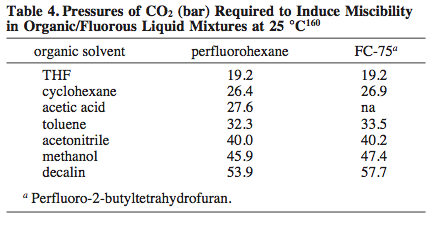 Table 4. Pressures of CO₂ (bar) Required to Induce Miscibility
in Organic/Fluorous Liquid Mixtures at 25 °C¹⁶⁰
organic solvent perfluorohexane FC-75ᵃ
THF 19.2 19.2
cyclohexane 26.4 26.9
acetic acid 27.6 na
toluene 32.3 33.5
acetonitrile 40.0 40.2
methanol 45.9 47.4
decalin 53.9 57.7
ᵃ Perfluoro-2-butyltetrahydrofuran.